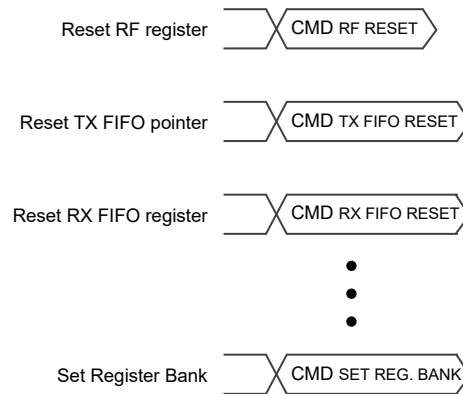 Reset RF register CMD RF RESET
Reset TX FIFO pointer CMD TX FIFO RESET
Reset RX FIFO register CMD RX FIFO RESET
Set Register Bank CMD SET REG. BANK